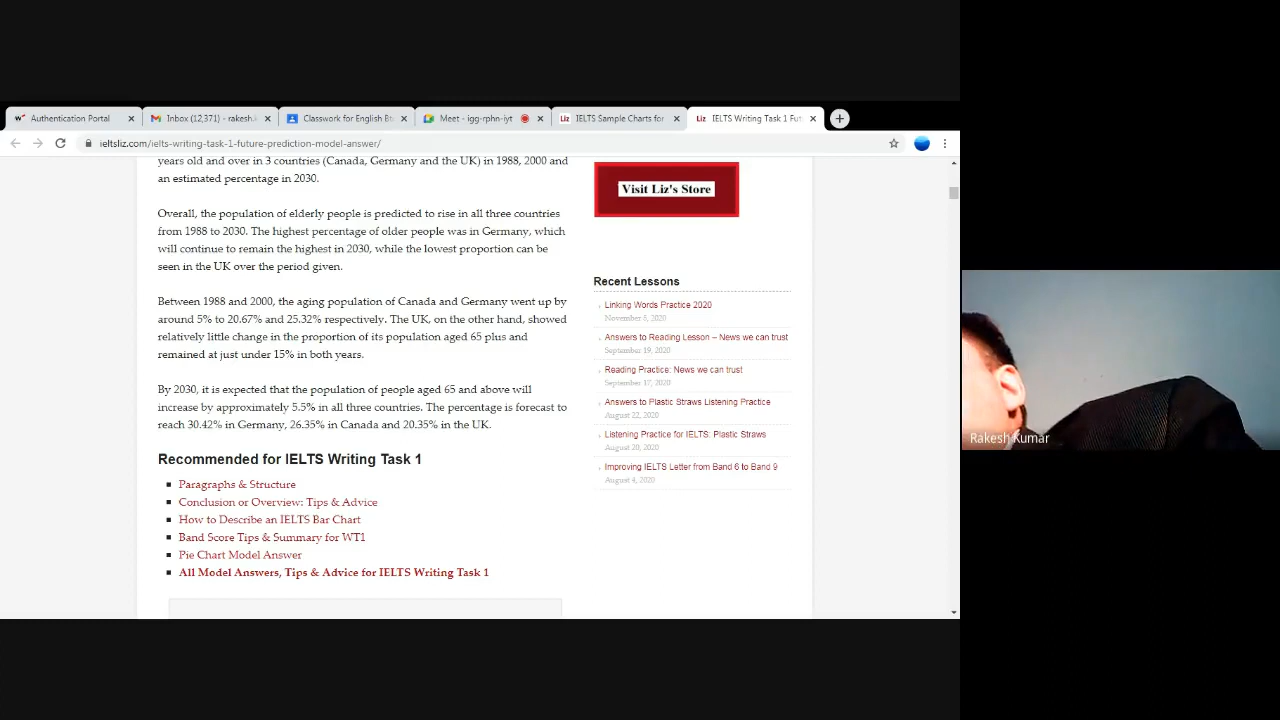 Authentication Portal
Inbox (12,371) - rakesh.k
Classwork for English Btw
Meet - igg-rphn-iyt
Liz IELTS Sample Charts for
Liz IELTS Writing Task 1 Fut
ieltsliz.com/ielts-writing-task-1-future-prediction-model-answer/
years old and over in 3 countries (Canada, Germany and the UK) in 1988, 2000 and
an estimated percentage in 2030.
Overall, the population of elderly people is predicted to rise in all three countries
from 1988 to 2030. The highest percentage of older people was in Germany, which
will continue to remain the highest in 2030, while the lowest proportion can be
seen in the UK over the period given.
Between 1988 and 2000, the aging population of Canada and Germany went up by
around 5% to 20.67% and 25.32% respectively. The UK, on the other hand, showed
relatively little change in the proportion of its population aged 65 plus and
remained at just under 15% in both years.
By 2030, it is expected that the population of people aged 65 and above will
increase by approximately 5.5% in all three countries. The percentage is forecast to
reach 30.42% in Germany, 26.35% in Canada and 20.35% in the UK.
Recommended for IELTS Writing Task 1
Paragraphs & Structure
Conclusion or Overview: Tips & Advice
How to Describe an IELTS Bar Chart
Band Score Tips & Summary for WT1
Pie Chart Model Answer
All Model Answers, Tips & Advice for IELTS Writing Task 1
Visit Liz's Store
Recent Lessons
Linking Words Practice 2020
November 8, 2020
Answers to Reading Lesson – News we can trust
September 19, 2020
Reading Practice: News we can trust
September 17, 2020
Answers to Plastic Straws Listening Practice
August 22, 2020
Listening Practice for IELTS: Plastic Straws
August 20, 2020
Improving IELTS Letter from Band 6 to Band 9
August 4, 2020
Rakesh Kumar